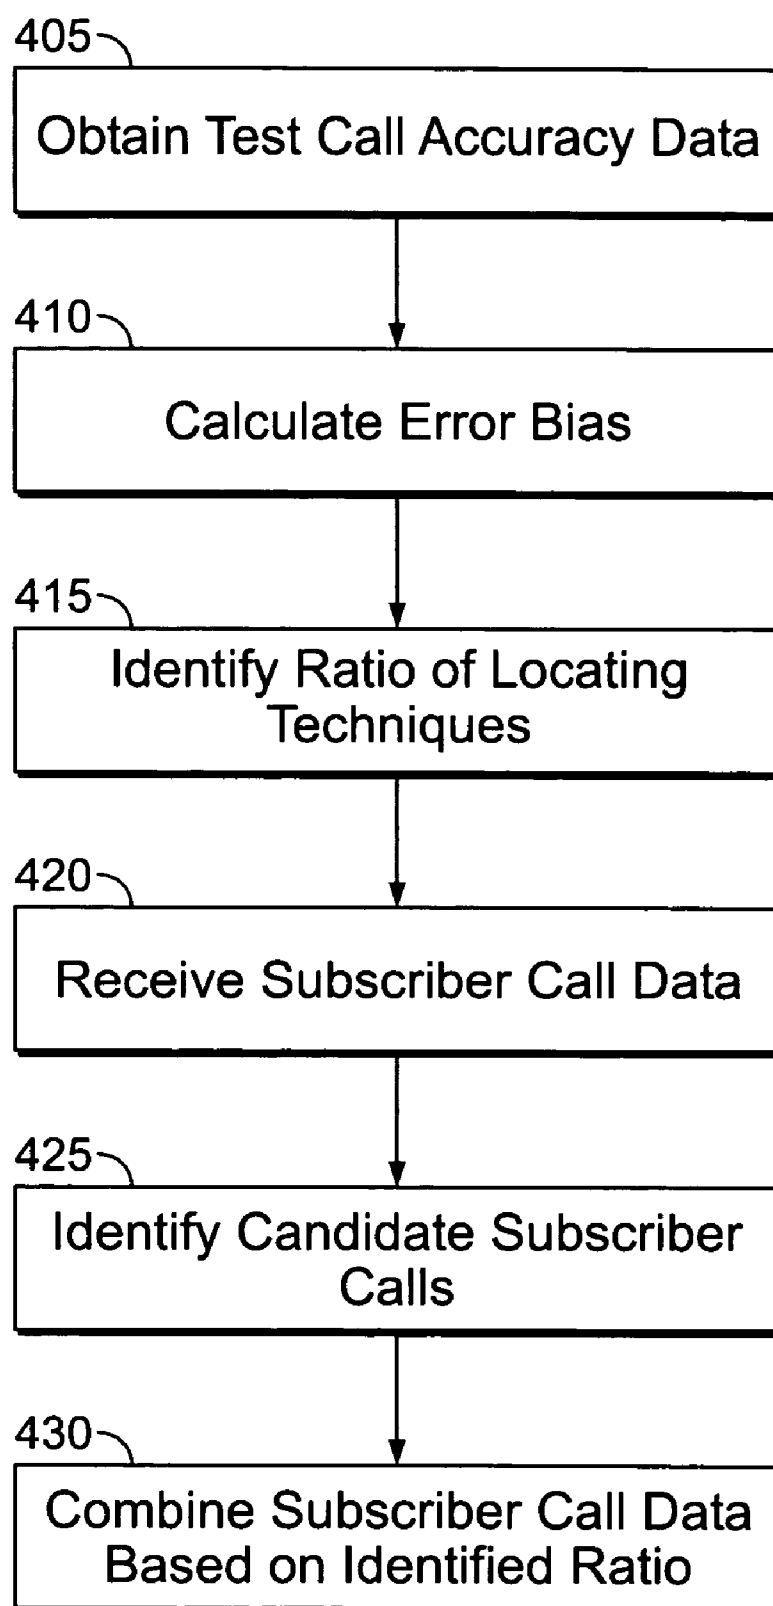 405
Obtain Test Call Accuracy Data
410
Calculate Error Bias
415
Identify Ratio of Locating
Techniques
420
Receive Subscriber Call Data
425
Identify Candidate Subscriber
Calls
430
Combine Subscriber Call Data
Based on Identified Ratio